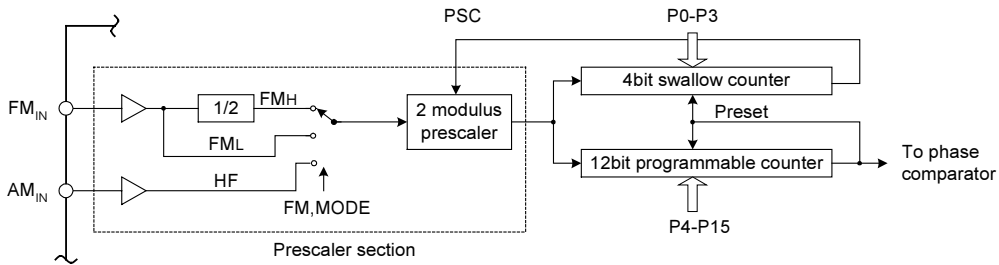 PSC
P0-P3
4bit swallow counter
FMIN
1/2
FMH
2 modulus
prescaler
Preset
FML
12bit programmable counter
To phase
comparator
AMIN
HF
FM,MODE
P4-P15
Prescaler section